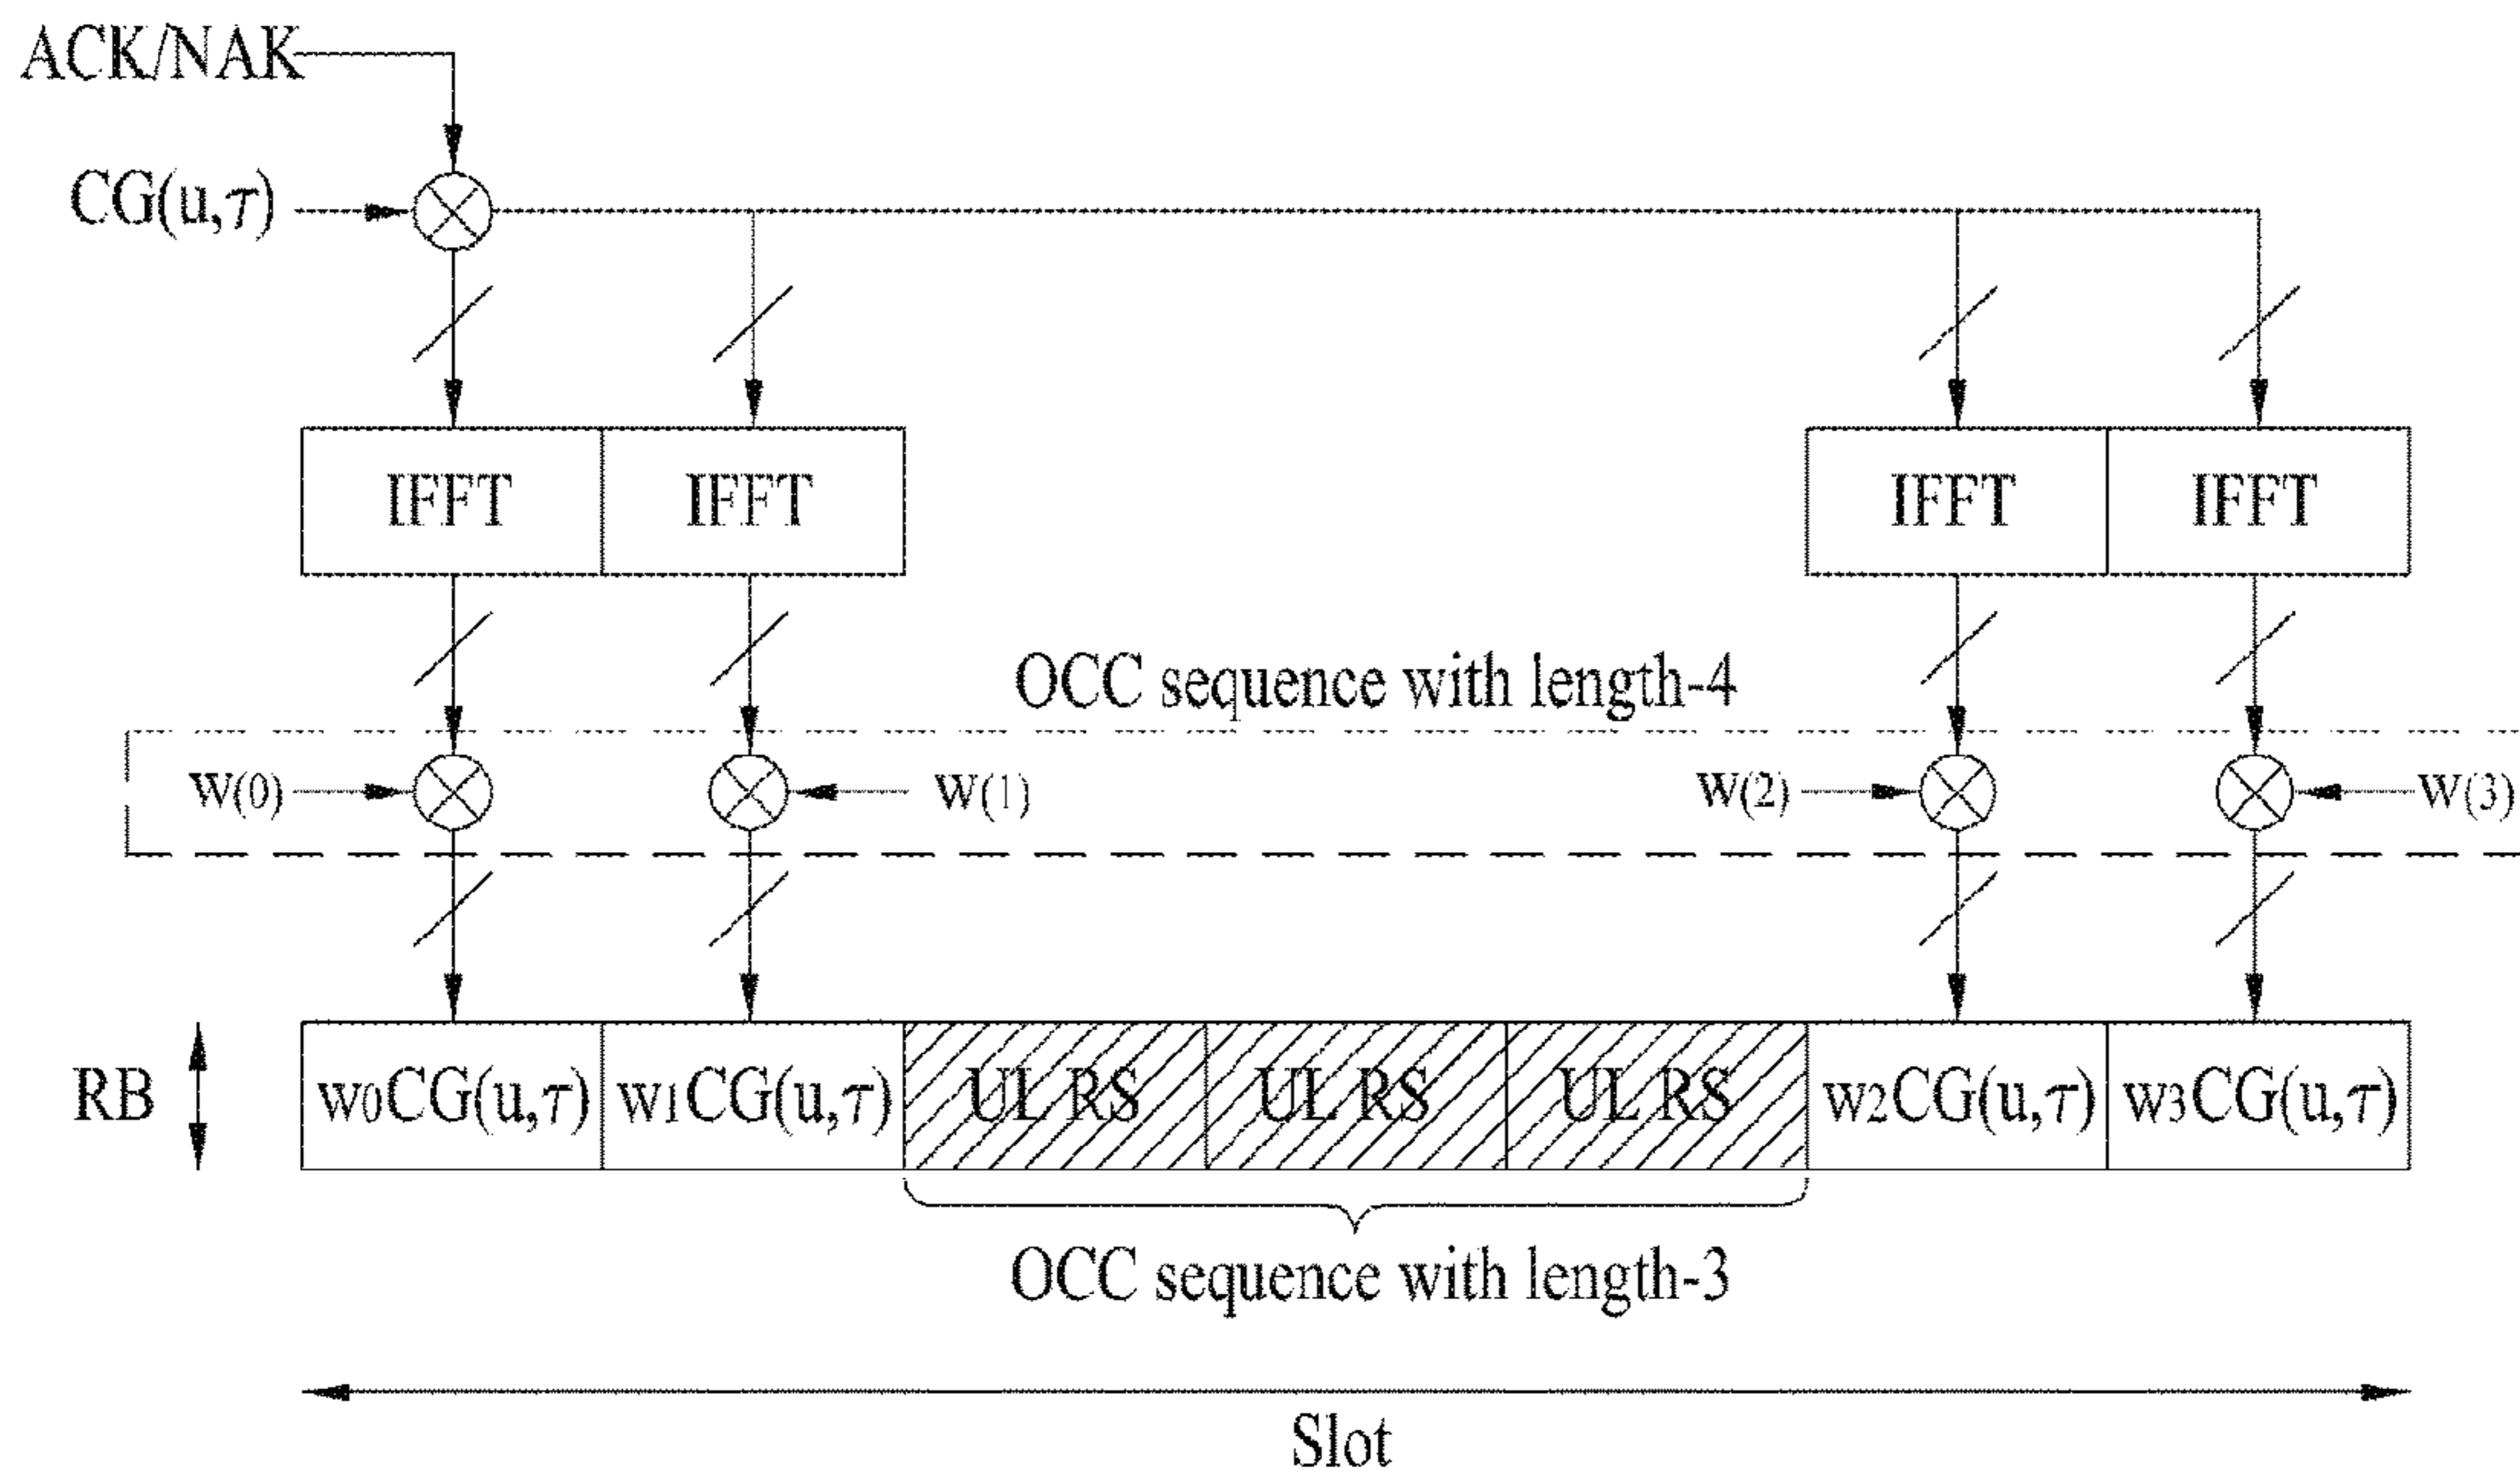 ACK/NAK
CG(u,τ)
IFFT IFFT IFFT IFFT
OCC sequence with length-4
W(0) W(1) W(2) W(3)
RB w0CG(u,τ) w1CG(u,τ) UL RS UL RS UL RS w2CG(u,τ) w3CG(u,τ)
OCC sequence with length-3
Slot